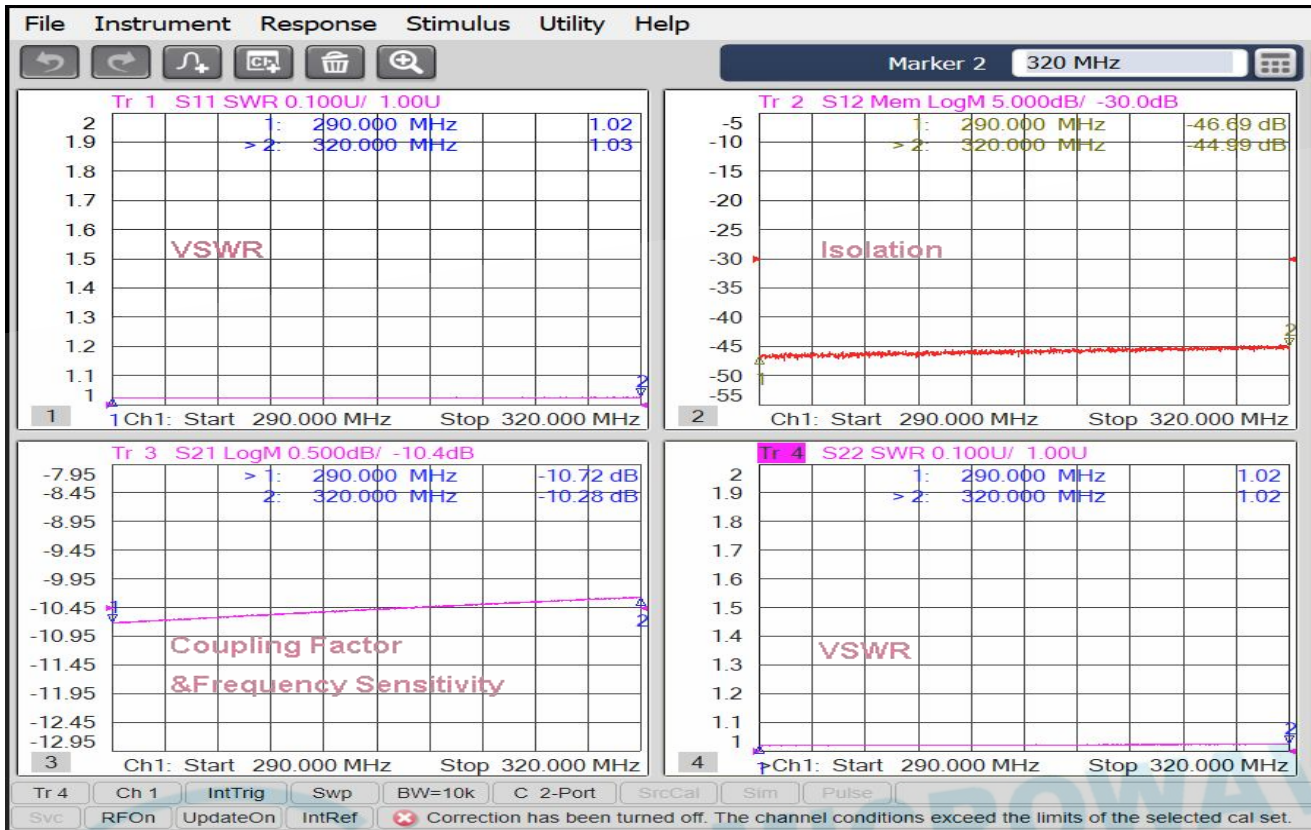 File Instrument Response Stimulus Utility Help
Marker 2 320 MHz
Tr 1 S11 SWR 0.100U/ 1.00U
2
1.9
1.8
1.7
1.6
1.5
1.4
1.3
1.2
1.1
1
1: 290.000 MHz 1.02
> 2: 320.000 MHz 1.03
VSWR
2
1
1 Ch1: Start 290.000 MHz Stop 320.000 MHz
Tr 2 S12 Mem LogM 5.000dB/ -30.0dB
-5
-10
-15
-20
-25
-30
-35
-40
-45
-50
-55
1: 290.000 MHz -46.69 dB
> 2: 320.000 MHz -44.99 dB
Isolation
2
1
2 Ch1: Start 290.000 MHz Stop 320.000 MHz
Tr 3 S21 LogM 0.500dB/ -10.4dB
-7.95
-8.45
-8.95
-9.45
-9.95
-10.45
-10.95
-11.45
-11.95
-12.45
-12.95
> 1: 290.000 MHz -10.72 dB
2: 320.000 MHz -10.28 dB
1
2
Coupling Factor
&Frequency Sensitivity
3 Ch1: Start 290.000 MHz Stop 320.000 MHz
Tr 4 S22 SWR 0.100U/ 1.00U
2
1.9
1.8
1.7
1.6
1.5
1.4
1.3
1.2
1.1
1
1: 290.000 MHz 1.02
> 2: 320.000 MHz 1.02
VSWR
2
4 >Ch1: Start 290.000 MHz Stop 320.000 MHz
Tr 4 Ch 1 IntTrig Swp BW=10k C 2-Port SrcCal Sim Pulse
Svc RFOn UpdateOn IntRef Correction has been turned off. The channel conditions exceed the limits of the selected cal set.